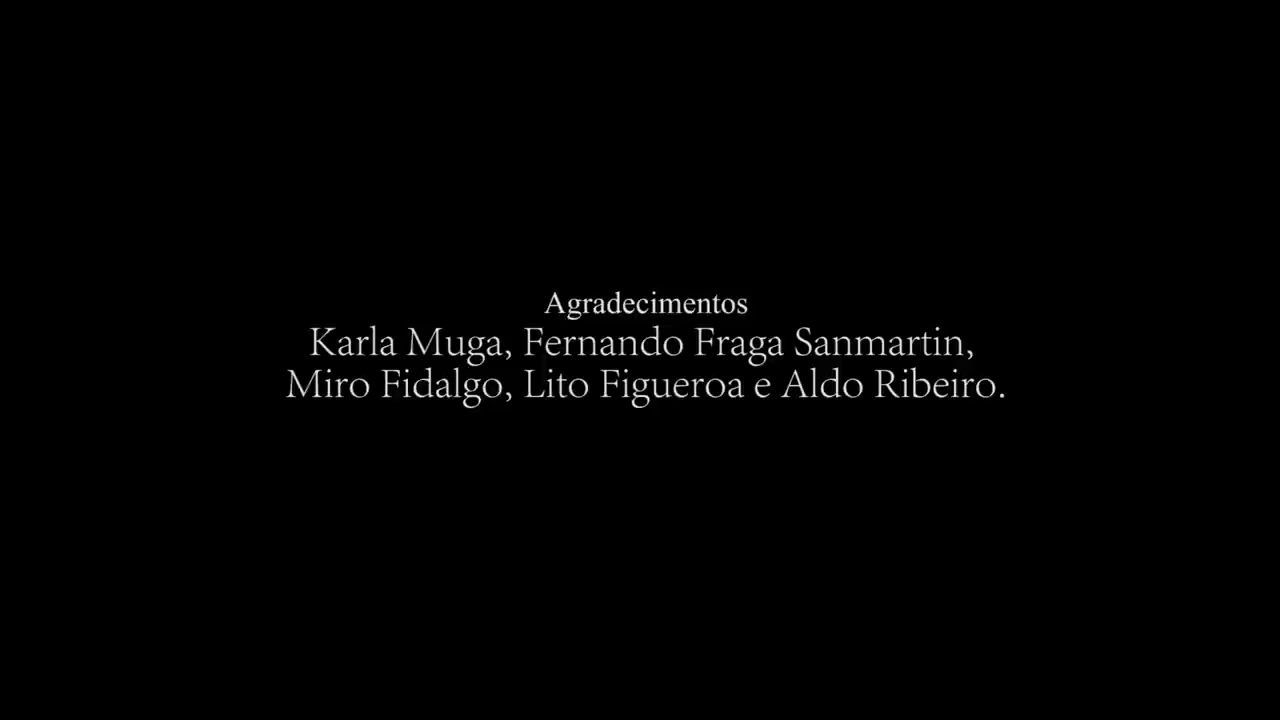 Agradecimentos
Karla Muga, Fernando Fraga Sanmartin,
Miro Fidalgo, Lito Figueroa e Aldo Ribeiro.